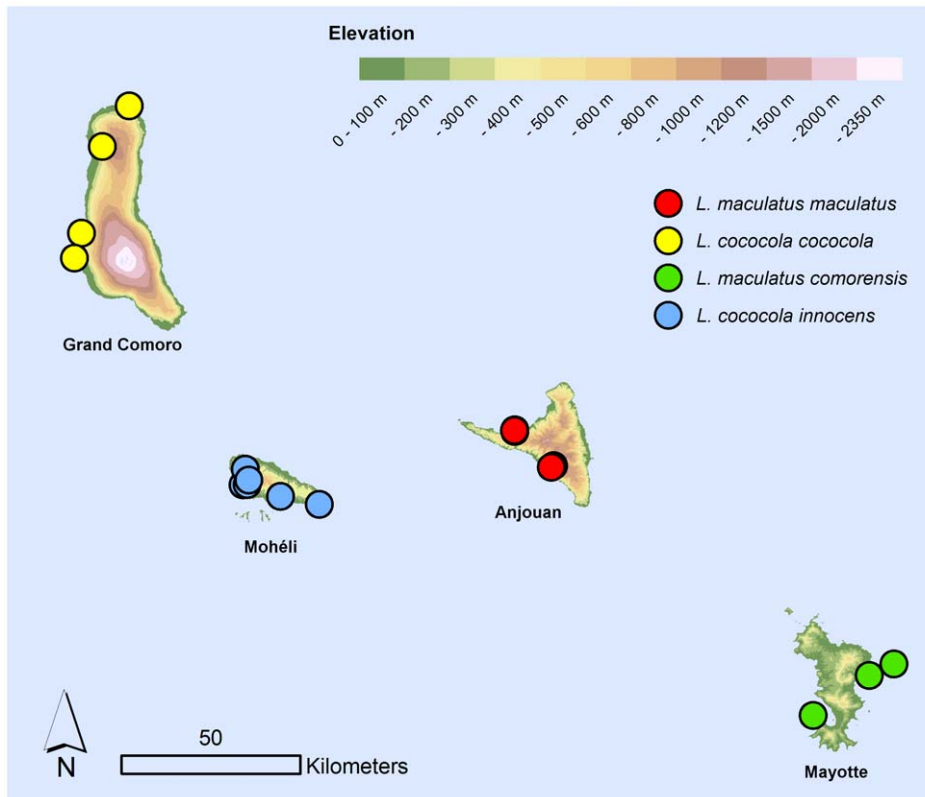 Elevation
0 - 100 m
- 200 m
- 300 m
- 400 m
- 500 m
- 600 m
- 800 m
- 1000 m
- 1200 m
- 1500 m
- 2000 m
- 2350 m
L. maculatus maculatus
L. cococola cococola
L. maculatus comorensis
L. cococola innocens
Grand Comoro
Anjouan
Mohéli
50
Kilometers
N
Mayotte